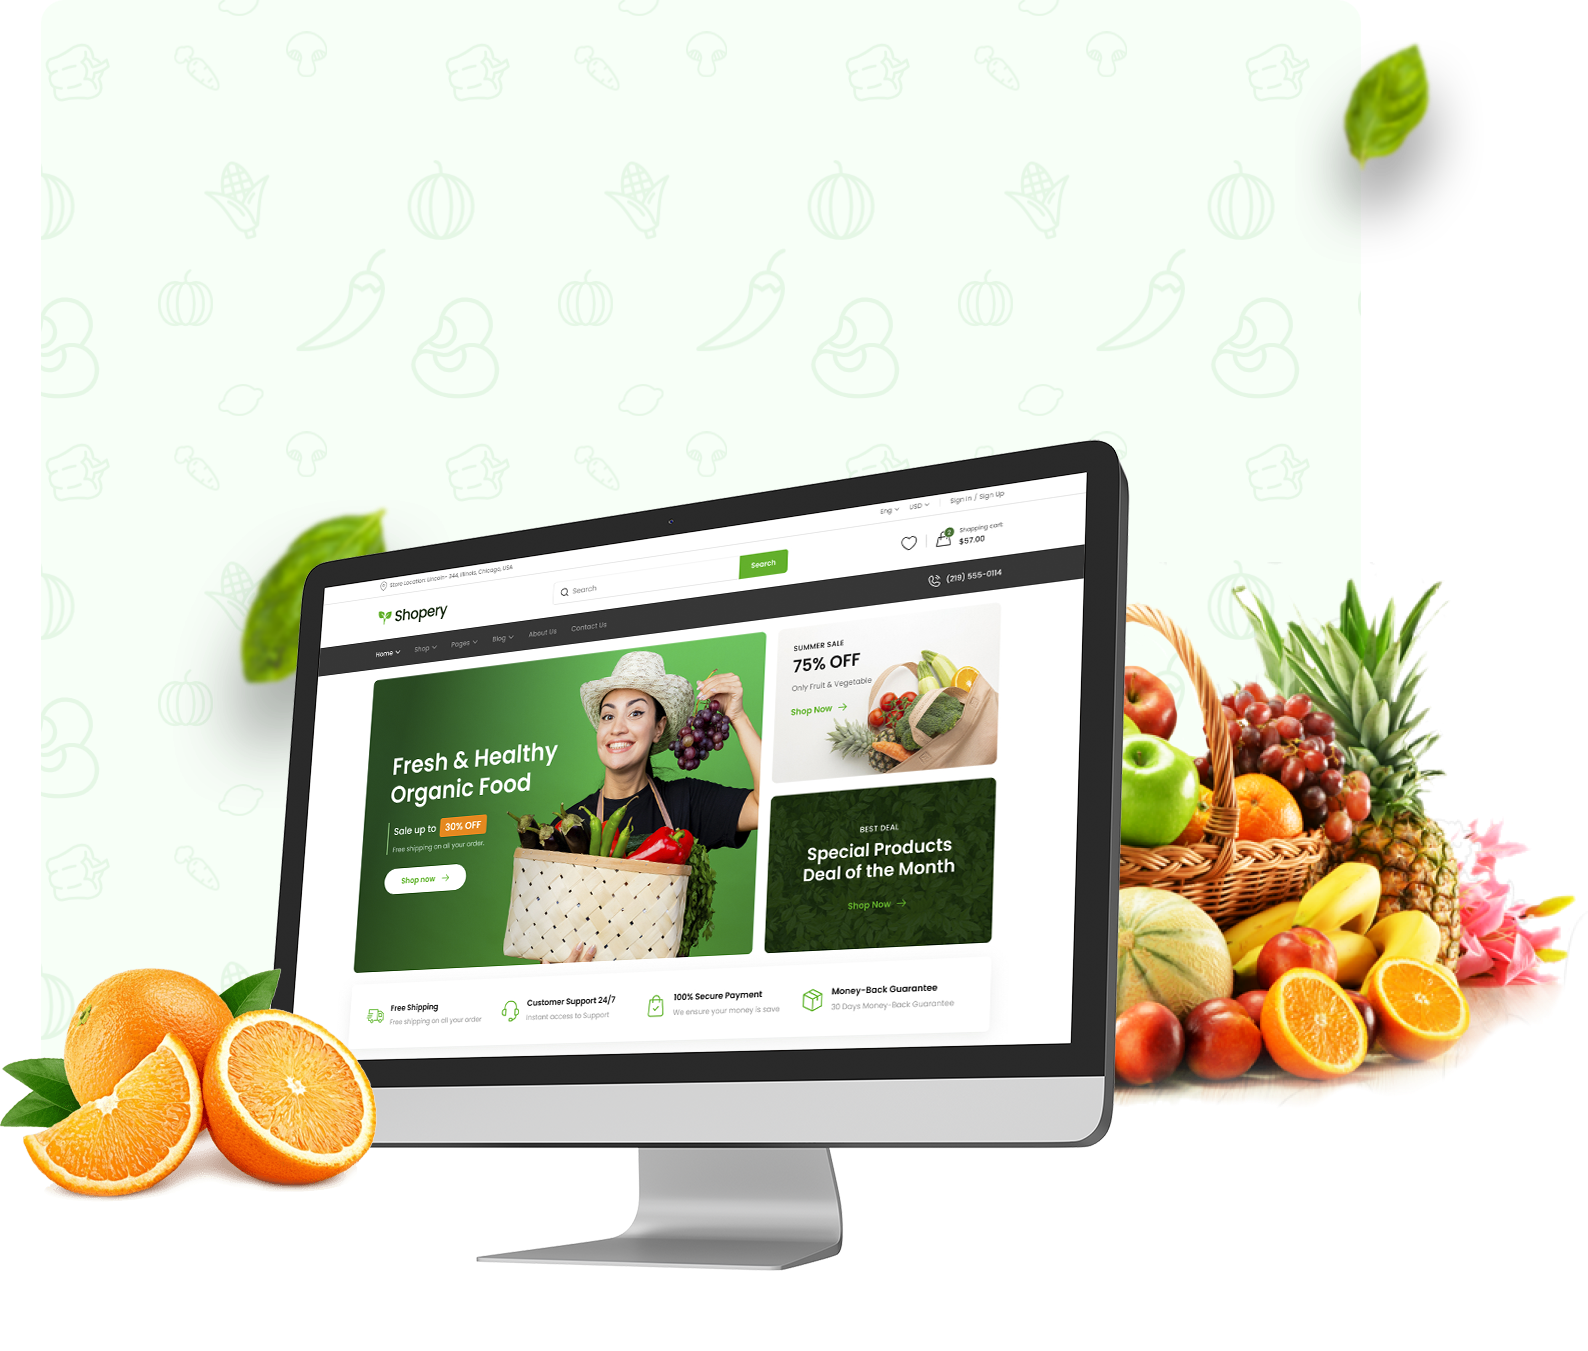 Store Location: Lincoln- 344, Illinois, Chicago, USA
Eng
USD
Sign In / Sign Up
Shopery
Search
Search
2
Shopping cart:
$57.00
Home
Shop
Pages
Blog
About Us
Contact Us
(219) 555-0114
Fresh & Healthy
Organic Food
Sale up to 30% OFF
Free shipping on all your order.
Shop now
SUMMER SALE
75% OFF
Only Fruit & Vegetable
Shop Now
BEST DEAL
Special Products
Deal of the Month
Shop Now
Free Shipping
Free shipping on all your order
Customer Support 24/7
Instant access to Support
100% Secure Payment
We ensure your money is save
Money-Back Guarantee
30 Days Money-Back Guarantee